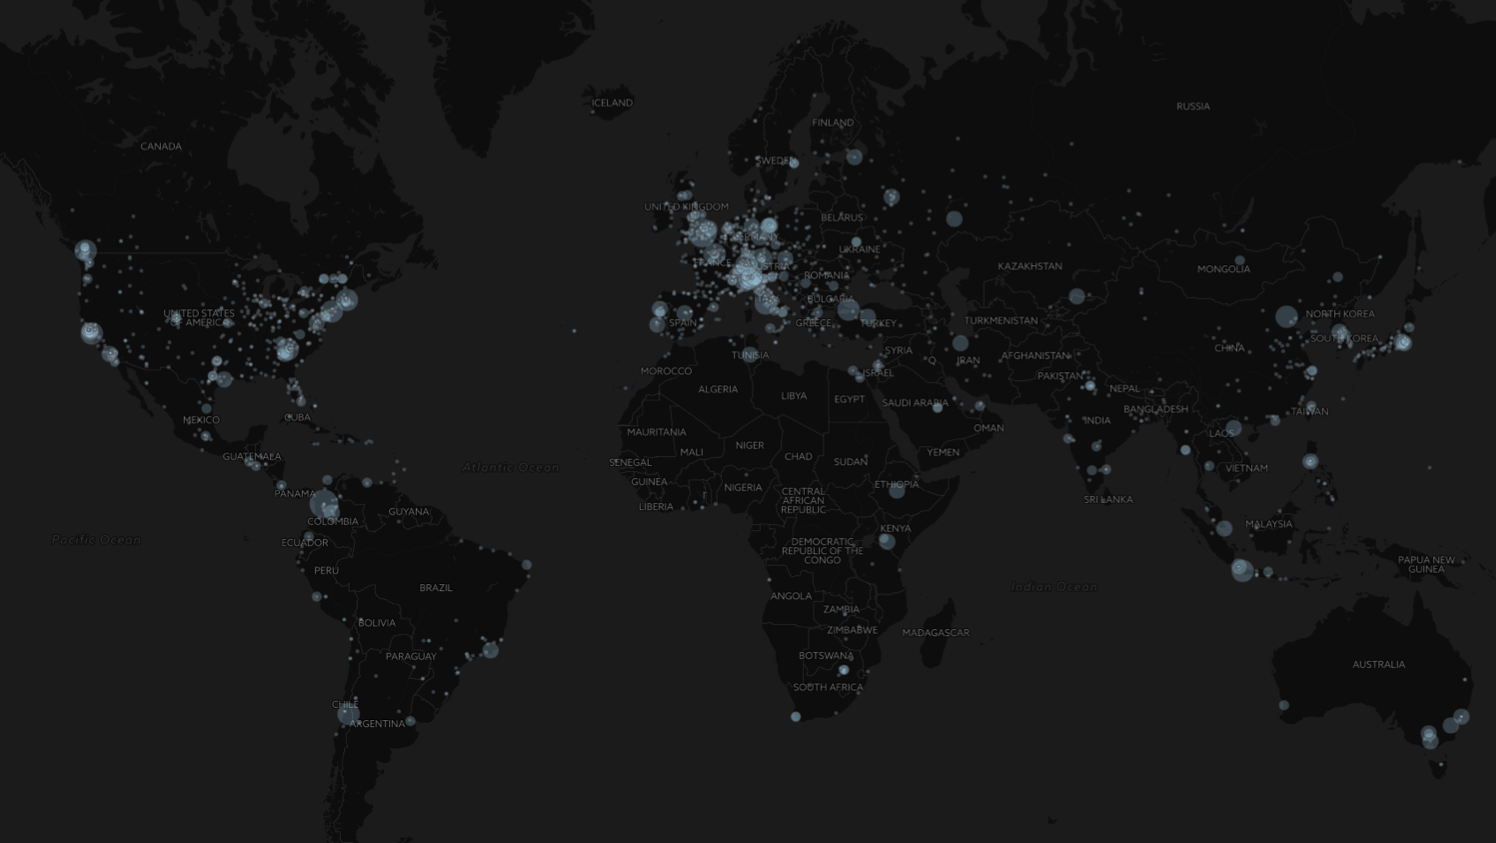 ICELAND
RUSSIA
FINLAND
CANADA
SWEDEN
UNITED KINGDOM
BELARUS
GERMANY
UKRAINE
FRANCE
AUSTRIA
KAZAKHSTAN
MONGOLIA
ROMANIA
BULGARIA
UNITED STATES
OF AMERICA
NORTH KOREA
SPAIN
GREECE
TURKEY
TURKMENISTAN
SOUTH KOREA
CHINA
TUNISIA
SYRIA
IRAN
AFGHANISTAN
MOROCCO
ISRAEL
PAKISTAN
NEPAL
ALGERIA
LIBYA
EGYPT
SAUDI ARABIA
BANGLADESH
TAIWAN
MEXICO
CUBA
INDIA
OMAN
MAURITANIA
LAOS
NIGER
MALI
YEMEN
GUATEMALA
CHAD
SENEGAL
SUDAN
Atlantic Ocean
VIETNAM
GUINEA
NIGERIA
ETHIOPIA
PANAMA
CENTRAL
AFRICAN
REPUBLIC
SRI LANKA
LIBERIA
GUYANA
COLOMBIA
KENYA
MALAYSIA
Pacific Ocean
ECUADOR
DEMOCRATIC
REPUBLIC OF THE
CONGO
PAPUA NEW
GUINEA
PERU
BRAZIL
Indian Ocean
ANGOLA
ZAMBIA
BOLIVIA
ZIMBABWE
MADAGASCAR
PARAGUAY
BOTSWANA
AUSTRALIA
SOUTH AFRICA
CHILE
ARGENTINA